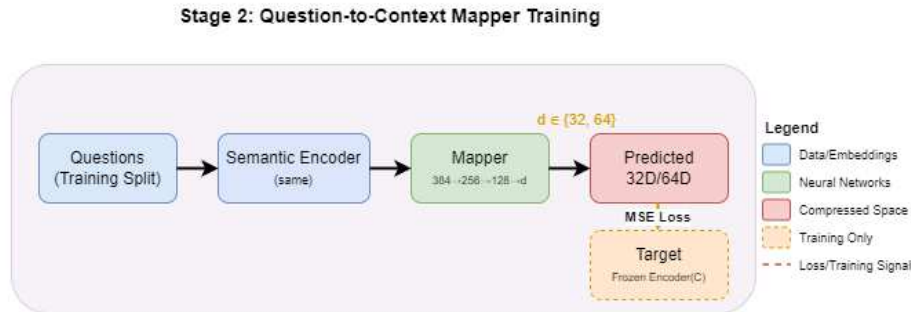 Stage 2: Question-to-Context Mapper Training
d ∈ {32, 64}
Questions
(Training Split)
Semantic Encoder
(same)
Mapper
384→256→128→d
Predicted
32D/64D
MSE Loss
Target
Frozen Encoder(C)
Legend
Data/Embeddings
Neural Networks
Compressed Space
Training Only
Loss/Training Signal